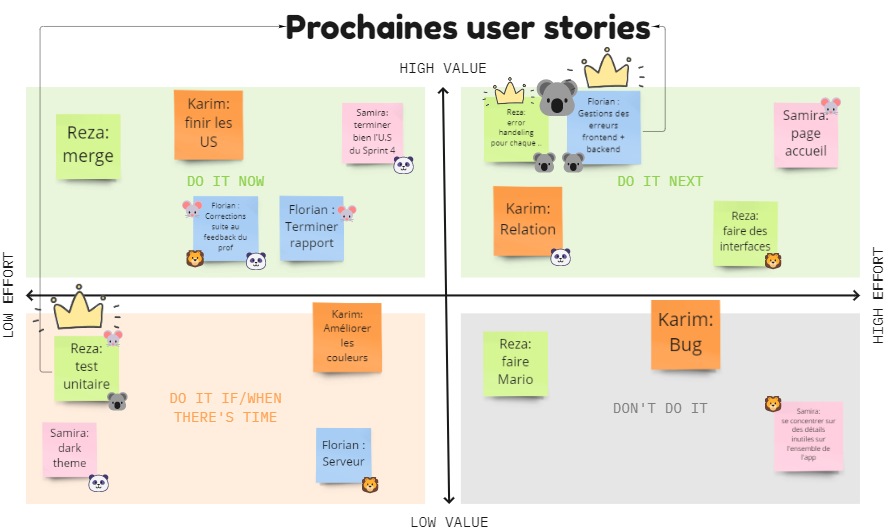 Prochaines user stories
HIGH VALUE
LOW EFFORT
HIGH EFFORT
LOW VALUE
Reza:
merge
Karim:
finir les
US
Samira:
terminer
bien l'U.S
du Sprint 4
DO IT NOW
Florian :
Corrections
suite au
feedback du
prof
Florian :
Terminer
rapport
Reza:
error
handeling
pour chaque ..
Florian :
Gestions des
erreurs
frontend +
backend
Samira:
page
accueil
DO IT NEXT
Karim:
Relation
Reza:
faire des
interfaces
Reza:
test
unitaire
Karim:
Améliorer
les
couleurs
DO IT IF/WHEN
THERE'S TIME
Samira:
dark
theme
Florian :
Serveur
Reza:
faire
Mario
Karim:
Bug
DON'T DO IT
Samira:
se concentrer sur
des détails
inutiles sur
l'ensemble de
l'app